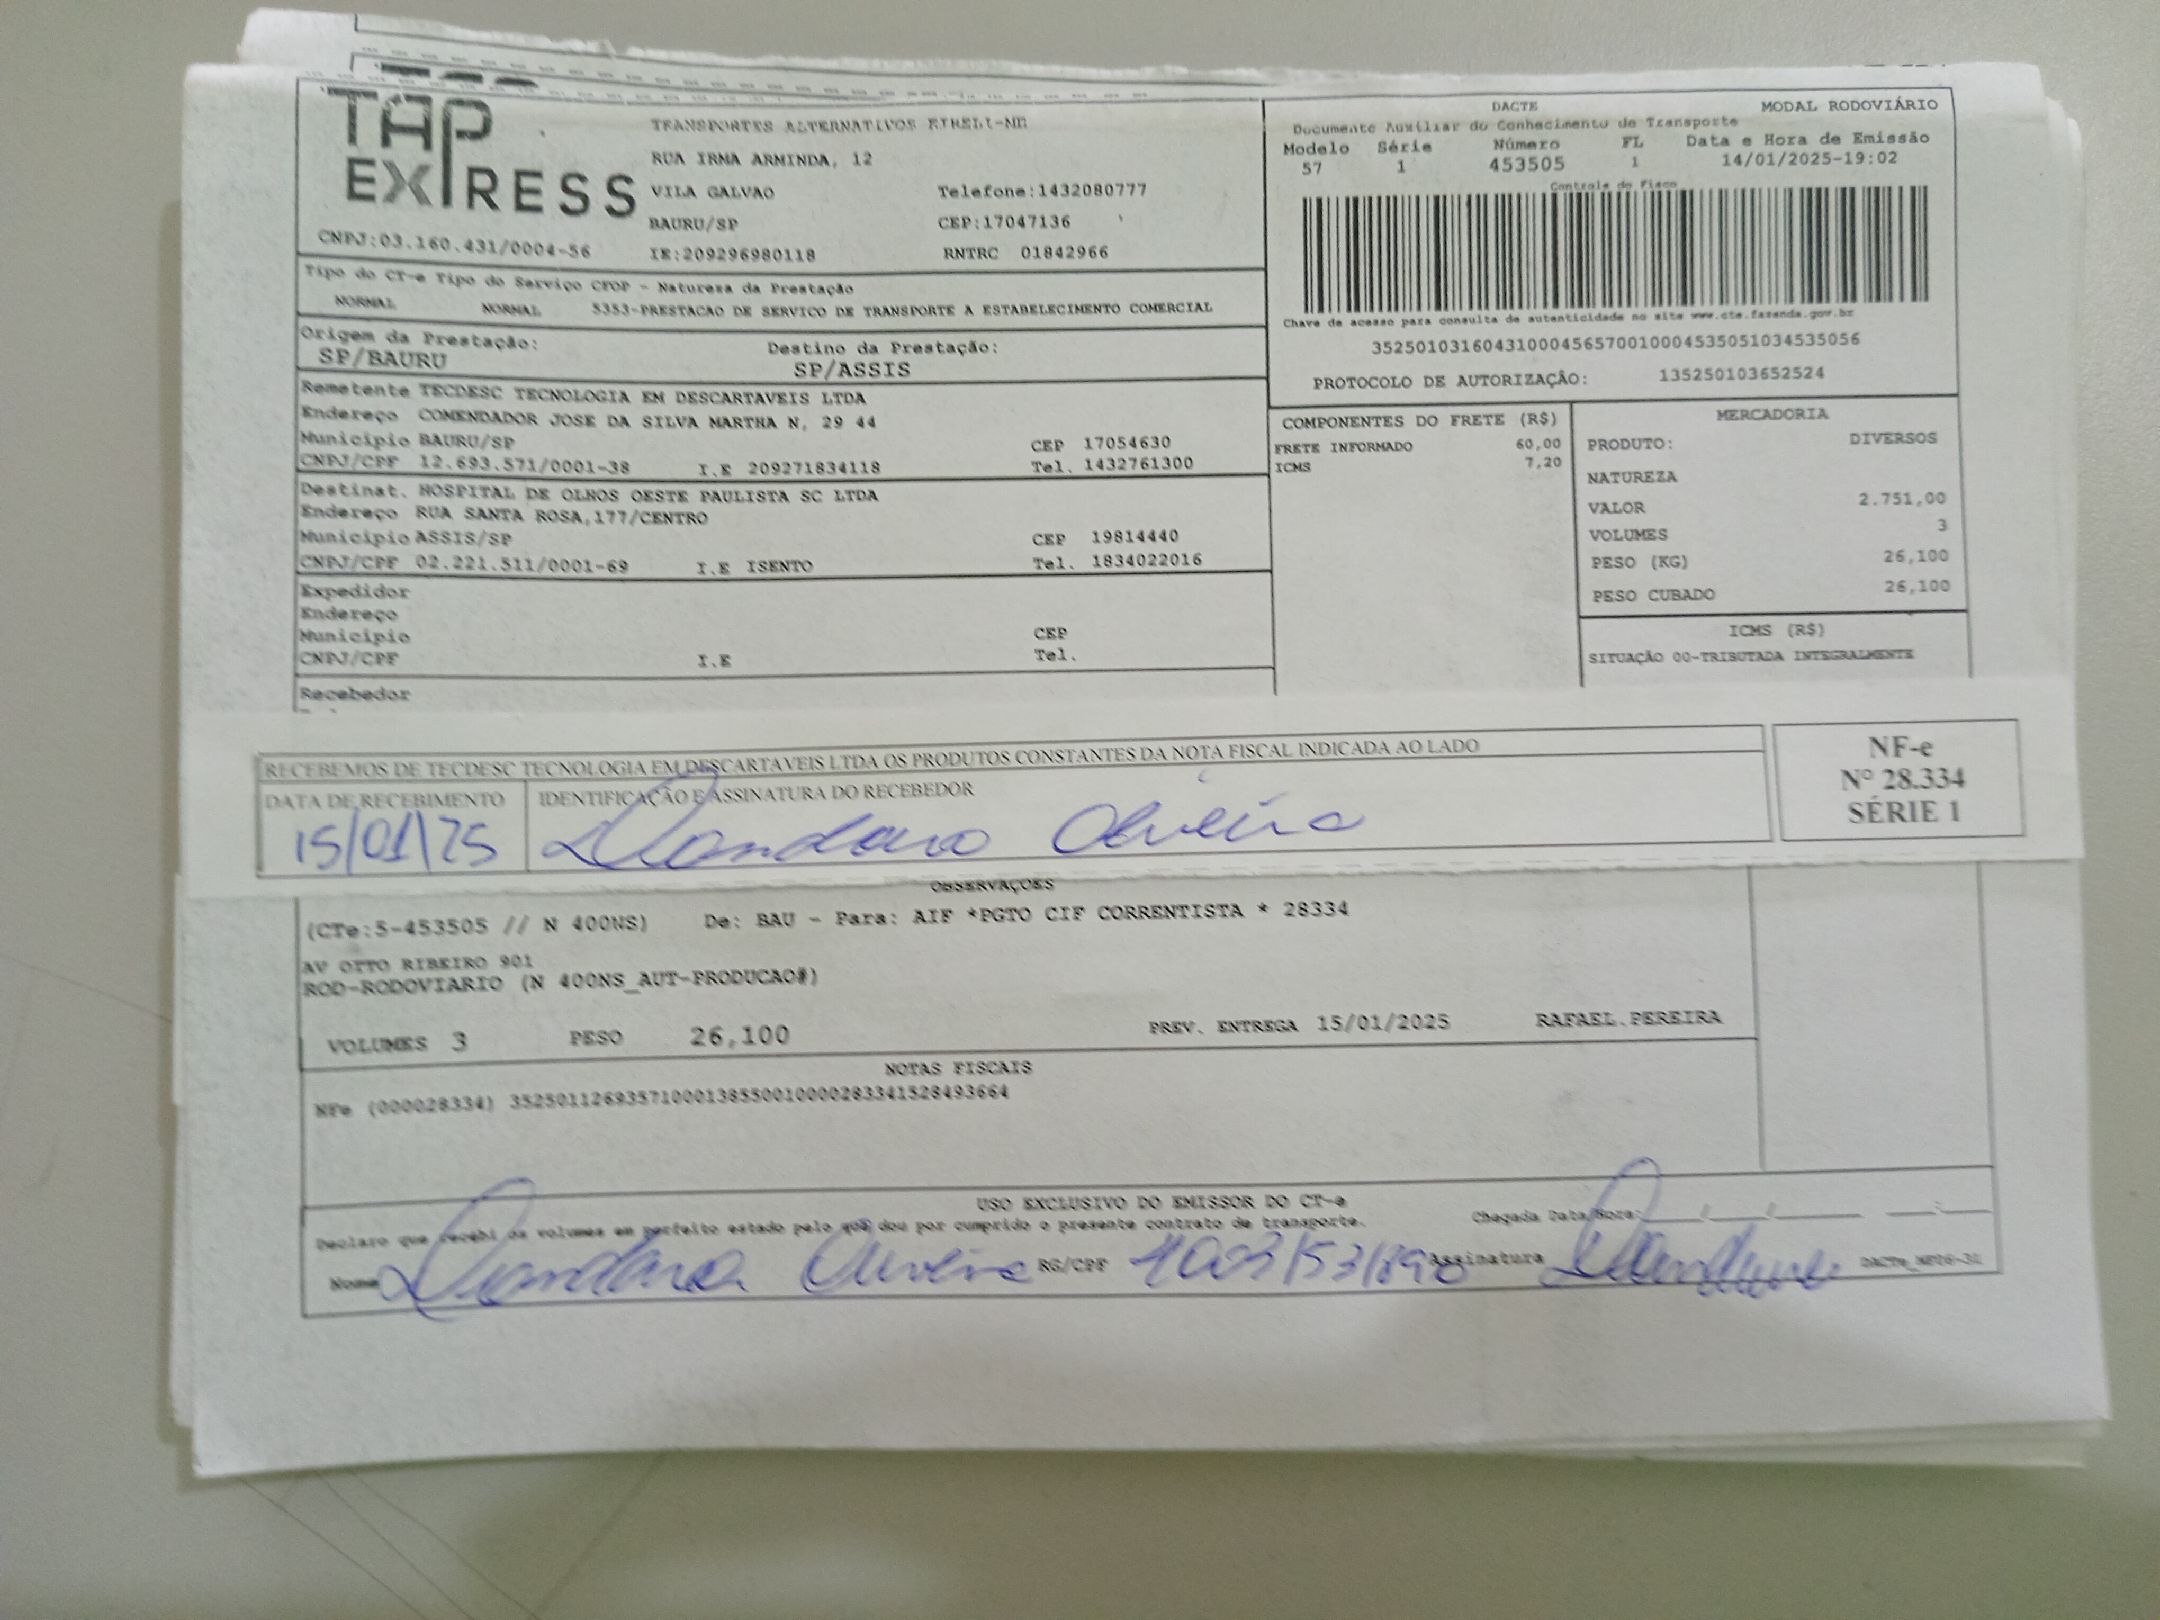 TAP EXPRESS
TRANSPORTES ALTERNATIVOS EIRELI-ME
RUA IRMA ARMINDA, 12
VILA GALVAO Telefone:1432080777
BAURU/SP CEP:17047136
CNPJ:03.160.431/0004-56 IE:209296980118 RNTRC 01842966
DACTE MODAL RODOVIÁRIO
Documento Auxiliar do Conhecimento de Transporte
Modelo Série Número FL Data e Hora de Emissão
57 1 453505 1 14/01/2025-19:02
Controle do Fisco
Chave de acesso para consulta de autenticidade no site www.cte.fazenda.gov.br
35250103160431000456570010004535051034535056
PROTOCOLO DE AUTORIZAÇÃO: 135250103652524
Tipo do CT-e Tipo do Serviço CFOP - Natureza da Prestação
NORMAL NORMAL 5353-PRESTACAO DE SERVICO DE TRANSPORTE A ESTABELECIMENTO COMERCIAL
Origem da Prestação: Destino da Prestação:
SP/BAURU SP/ASSIS
Remetente TECDESC TECNOLOGIA EM DESCARTAVEIS LTDA
Endereço COMENDADOR JOSE DA SILVA MARTHA N, 29 44
Municipio BAURU/SP CEP 17054630
CNPJ/CPF 12.693.571/0001-38 I.E 209271834118 Tel. 1432761300
Destinat. HOSPITAL DE OLHOS OESTE PAULISTA SC LTDA
Endereço RUA SANTA ROSA,177/CENTRO
Municipio ASSIS/SP CEP 19814440
CNPJ/CPF 02.221.511/0001-69 I.E ISENTO Tel. 1834022016
Expedidor
Endereço
Municipio CEP
CNPJ/CPF I.E Tel.
Recebedor
COMPONENTES DO FRETE (R$)
FRETE INFORMADO 60,00
ICMS 7,20
MERCADORIA
PRODUTO: DIVERSOS
NATUREZA
VALOR 2.751,00
VOLUMES 3
PESO (KG) 26,100
PESO CUBADO 26,100
ICMS (R$)
SITUAÇÃO 00-TRIBUTADA INTEGRALMENTE
RECEBEMOS DE TECDESC TECNOLOGIA EM DESCARTAVEIS LTDA OS PRODUTOS CONSTANTES DA NOTA FISCAL INDICADA AO LADO
DATA DE RECEBIMENTO IDENTIFICAÇÃO E ASSINATURA DO RECEBEDOR
15/01/25 Dandara Oliveira
NF-e
Nº 28.334
SÉRIE 1
OBSERVAÇÕES
(CTe:5-453505 // N 400NS) De: BAU - Para: AIF *PGTO CIF CORRENTISTA * 28334
AV OTTO RIBEIRO 901
ROD-RODOVIARIO (N 400NS_AUT-PRODUCAO#)
VOLUMES 3 PESO 26,100 PREV. ENTREGA 15/01/2025 RAFAEL.PEREIRA
NOTAS FISCAIS
NFe (000028334) 35250112693571000138550010000283341528493664
USO EXCLUSIVO DO EMISSOR DO CT-e
Declaro que recebi os volumes em perfeito estado pelo que dou por cumprido o presente contrato de transporte. Chegada Data/Hora:
Nome Dandara Oliveira RG/CPF Assinatura Dandara